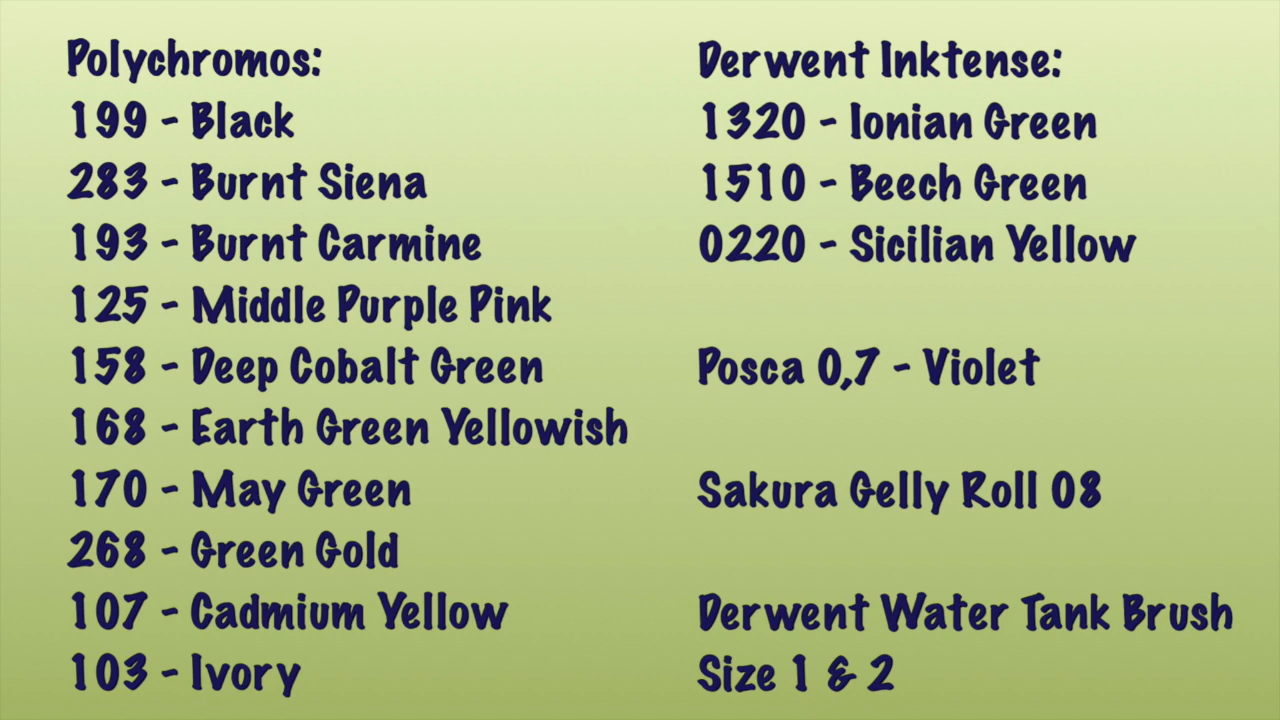 Polychromos:
199 - Black
283 - Burnt Siena
193 - Burnt Carmine
125 - Middle Purple Pink
158 - Deep Cobalt Green
168 - Earth Green Yellowish
170 - May Green
268 - Green Gold
107 - Cadmium Yellow
103 - Ivory
Derwent Inktense:
1320 - Ionian Green
1510 - Beech Green
0220 - Sicilian Yellow
Posca 0,7 - Violet
Sakura Gelly Roll 08
Derwent Water Tank Brush
Size 1 & 2